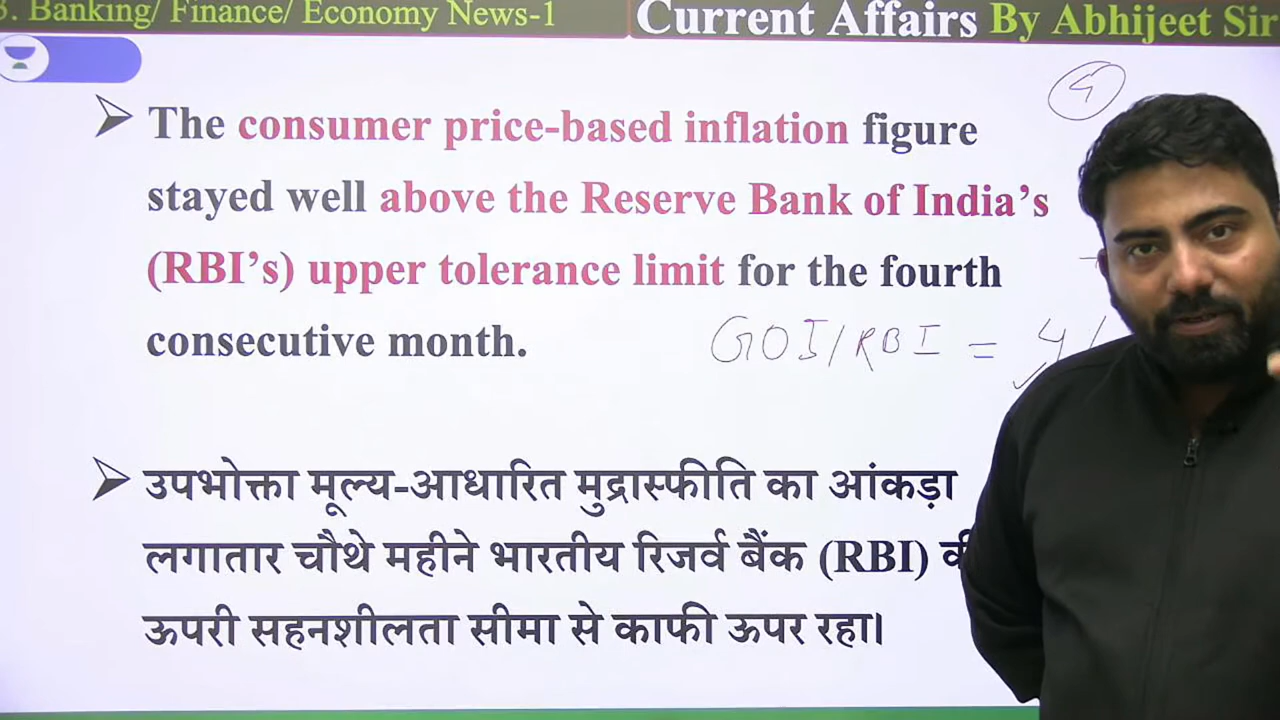 3. Banking/ Finance/ Economy News-1
Current Affairs By Abhijeet Sir
4
The consumer price-based inflation figure
stayed well above the Reserve Bank of India’s
(RBI’s) upper tolerance limit for the fourth
consecutive month.
GOI/RBI = 4
उपभोक्ता मूल्य-आधारित मुद्रास्फीति का आंकड़ा
लगातार चौथे महीने भारतीय रिजर्व बैंक (RBI) की
ऊपरी सहनशीलता सीमा से काफी ऊपर रहा।